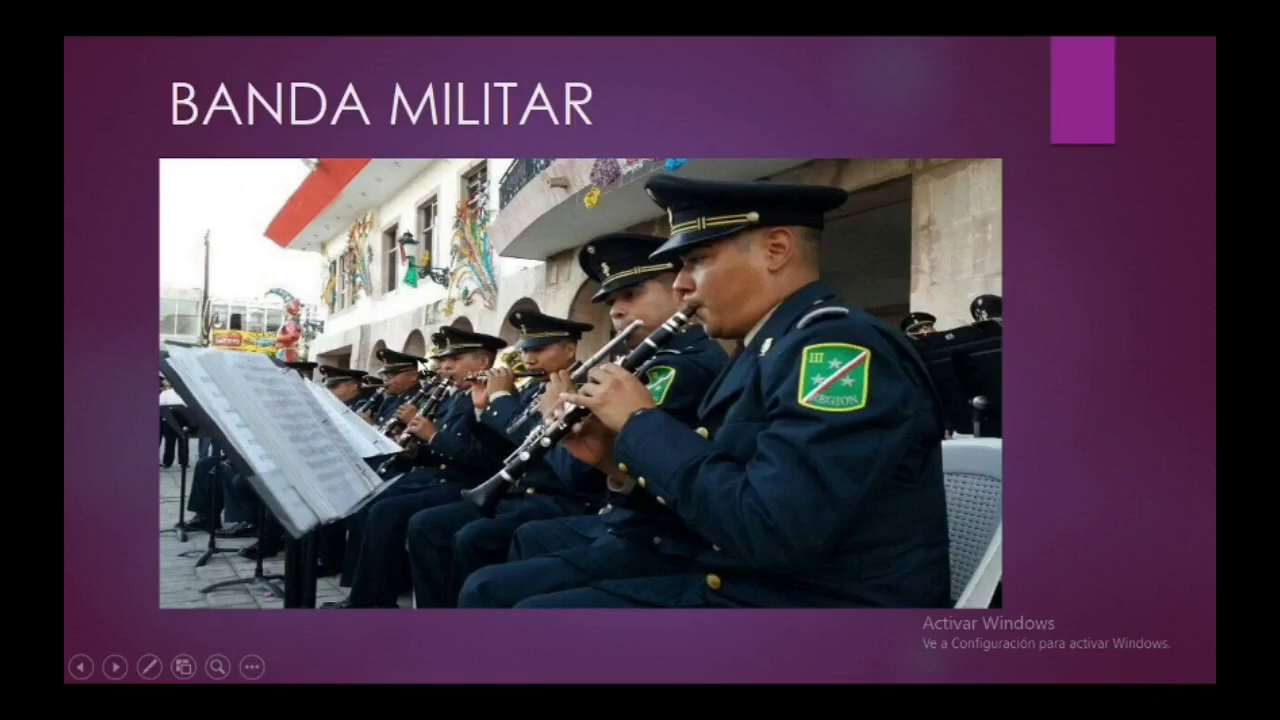 BANDA MILITAR
III
REGION
Activar Windows
Ve a Configuración para activar Windows.